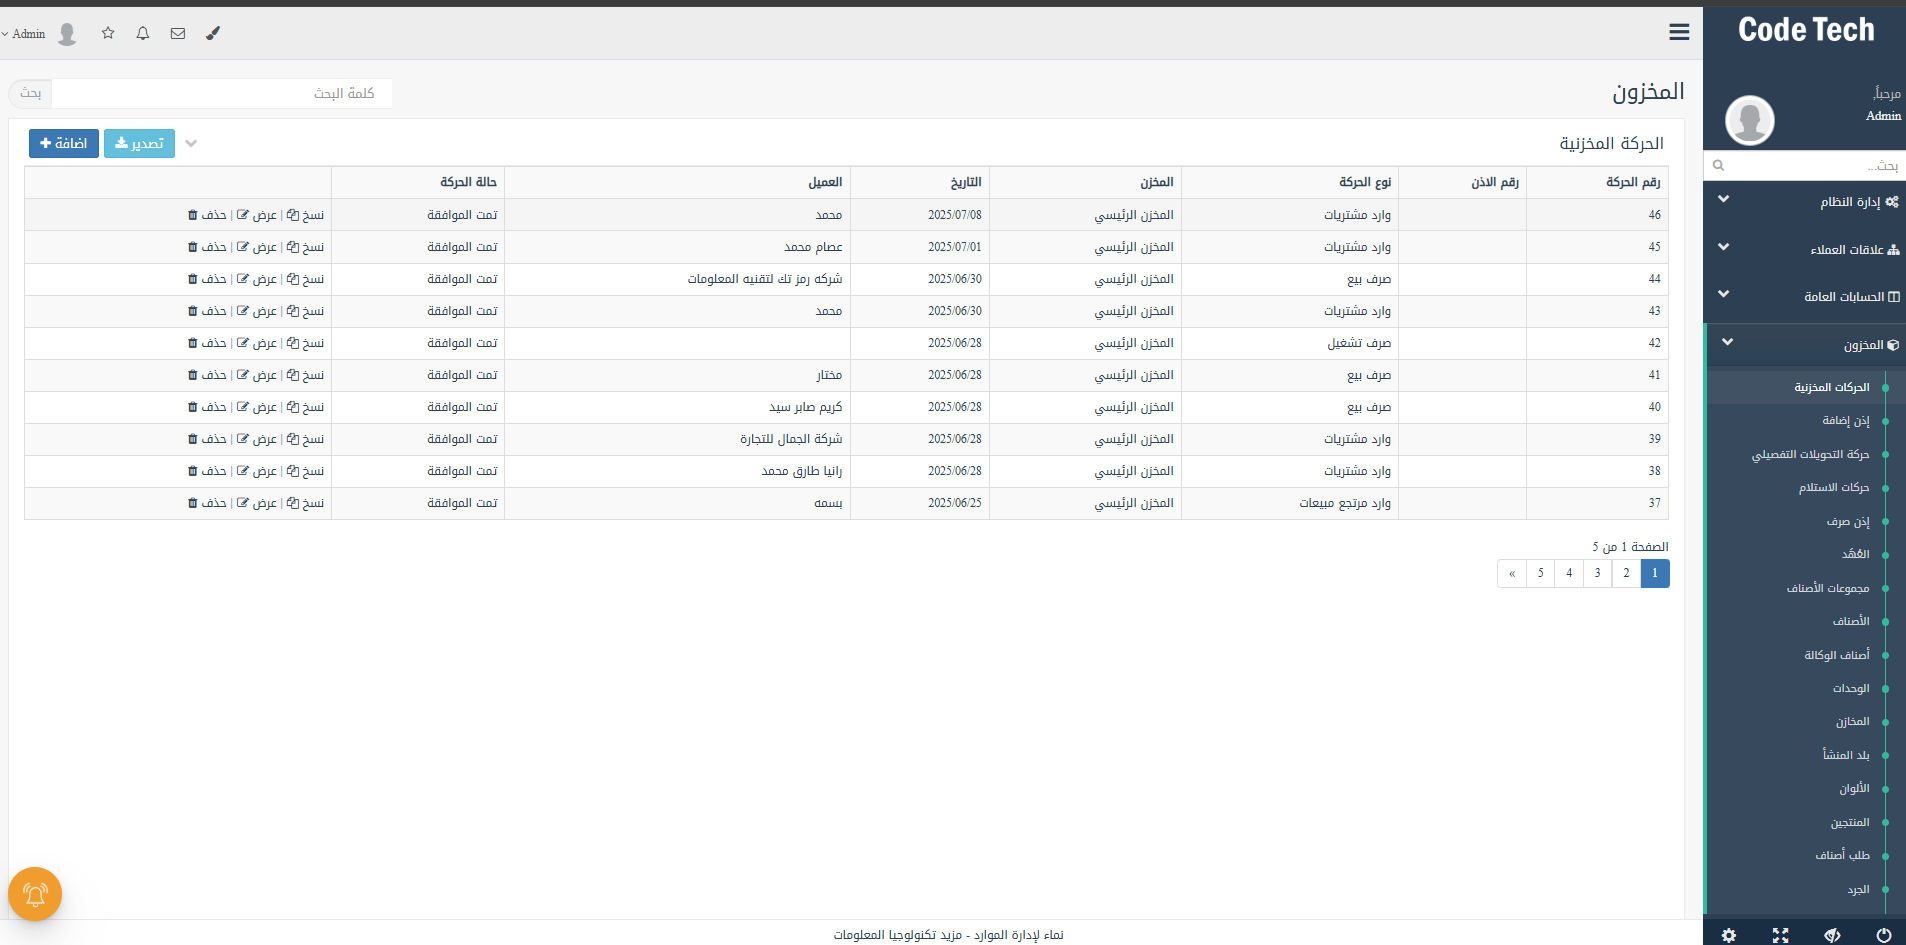 Code Tech
مرحباً,
Admin
بحث...
إدارة النظام
علاقات العملاء
الحسابات العامة
المخزون
الحركات المخزنية
إذن إضافة
حركة التحويلات التفصيلي
حركات الاستلام
إذن صرف
العُهَد
مجموعات الأصناف
الأصناف
أصناف الوكالة
الوحدات
المخازن
بلد المنشأ
الألوان
المنتجين
طلب أصناف
الجرد
Admin
المخزون
كلمة البحث بحث
الحركة المخزنية تصدير اضافة
رقم الحركة رقم الاذن نوع الحركة المخزن التاريخ العميل حالة الحركة
46 وارد مشتريات المخزن الرئيسي 2025/07/08 محمد تمت الموافقة نسخ | عرض | حذف
45 وارد مشتريات المخزن الرئيسي 2025/07/01 عصام محمد تمت الموافقة نسخ | عرض | حذف
44 صرف بيع المخزن الرئيسي 2025/06/30 شركه رمز تك لتقنيه المعلومات تمت الموافقة نسخ | عرض | حذف
43 وارد مشتريات المخزن الرئيسي 2025/06/30 محمد تمت الموافقة نسخ | عرض | حذف
42 صرف تشغيل المخزن الرئيسي 2025/06/28 تمت الموافقة نسخ | عرض | حذف
41 صرف بيع المخزن الرئيسي 2025/06/28 مختار تمت الموافقة نسخ | عرض | حذف
40 صرف بيع المخزن الرئيسي 2025/06/28 كريم صابر سيد تمت الموافقة نسخ | عرض | حذف
39 وارد مشتريات المخزن الرئيسي 2025/06/28 شركة الجمال للتجارة تمت الموافقة نسخ | عرض | حذف
38 وارد مشتريات المخزن الرئيسي 2025/06/28 رانيا طارق محمد تمت الموافقة نسخ | عرض | حذف
37 وارد مرتجع مبيعات المخزن الرئيسي 2025/06/25 بسمه تمت الموافقة نسخ | عرض | حذف
الصفحة 1 من 5
1 2 3 4 5 »
نماء لإدارة الموارد - مزيد تكنولوجيا المعلومات